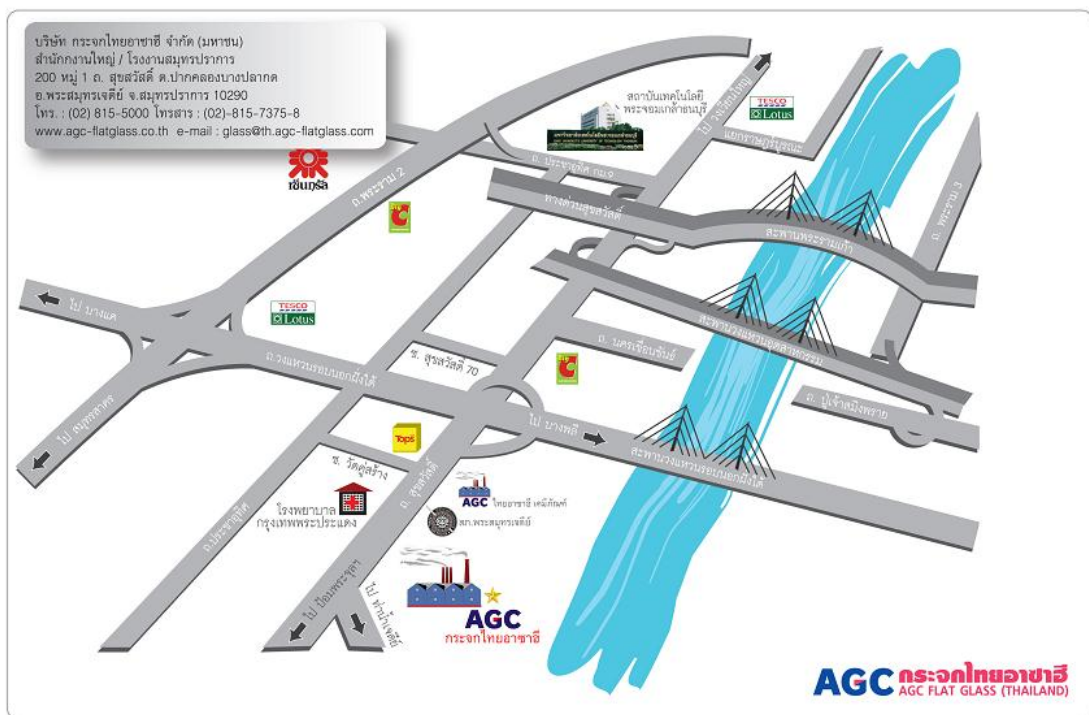 บริษัท กระจกไทยอาซาฮี จำกัด (มหาชน)
สำนักกงานใหญ่ / โรงงานสมุทรปราการ
200 หมู่ 1 ถ. สุขสวัสดิ์ ต.ปากคลองบางปลากด
อ.พระสมุทรเจดีย์ จ.สมุทรปราการ 10290
โทร. : (02) 815-5000 โทรสาร : (02)-815-7375-8
www.agc-flatglass.co.th e-mail : glass@th.agc-flatglass.com
สถาบันเทคโนโลยี
พระจอมเกล้าธนบุรี
ไป วงเวียนใหญ่
TESCO
Lotus
แยกราษฎร์บูรณะ
เซ็นทรัล
ถ.พระราม 2
ถ. ประชาอุทิศ กม.9
ทางด่วนสุขสวัสดิ์
สะพานพระรามเก้า
ถ. พระราม 3
ไป บางแค
TESCO
Lotus
ถ.วงแหวนรอบนอกฝั่งใต้
ซ. สุขสวัสดิ์ 70
ถ. นครเขื่อนขันธ์
สะพานวงแหวนอุตสาหกรรม
ถ. ปู่เจ้าสมิงพราย
ไป สมุทรสาคร
ไป บางพลี
สะพานวงแหวนรอบนอกฝั่งใต้
Tops
ซ. วัดคู่สร้าง
ถ. สุขสวัสดิ์
โรงพยาบาล
กรุงเทพพระประแดง
AGC ไทยอาซาฮี เคมีภัณฑ์
สภ.พระสมุทรเจดีย์
ถ.ประชาอุทิศ
ไป ป้อมพระจุลฯ
ไป ท่าน้ำเจดีย์
AGC
กระจกไทยอาซาฮี
AGC กระจกไทยอาซาฮี
AGC FLAT GLASS (THAILAND)